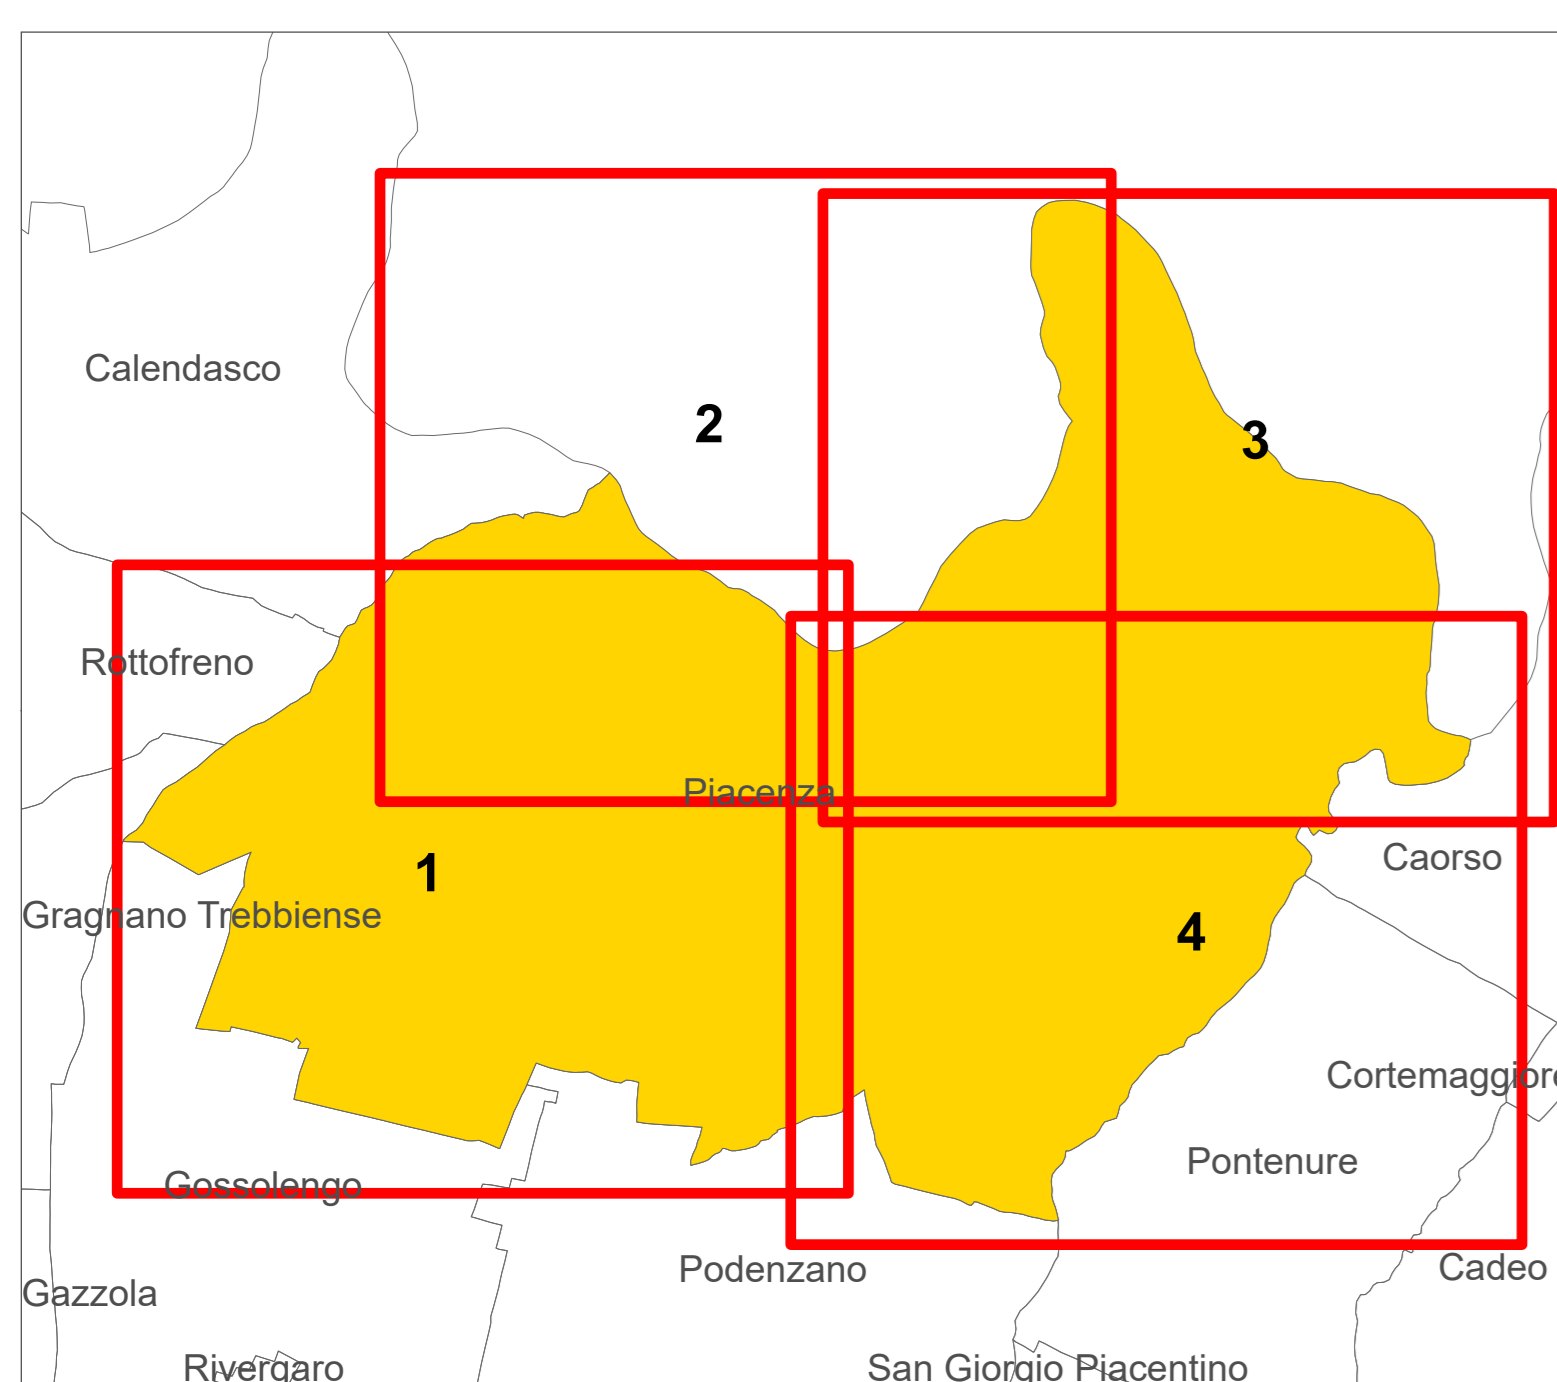 Calendasco
2
3
Rottofreno
Piacenza
1
Caorso
Gragnano Trebbiense
4
Cortemaggiore
Pontenure
Gossolengo
Podenzano
Cadeo
Gazzola
Rivergaro
San Giorgio Piacentino